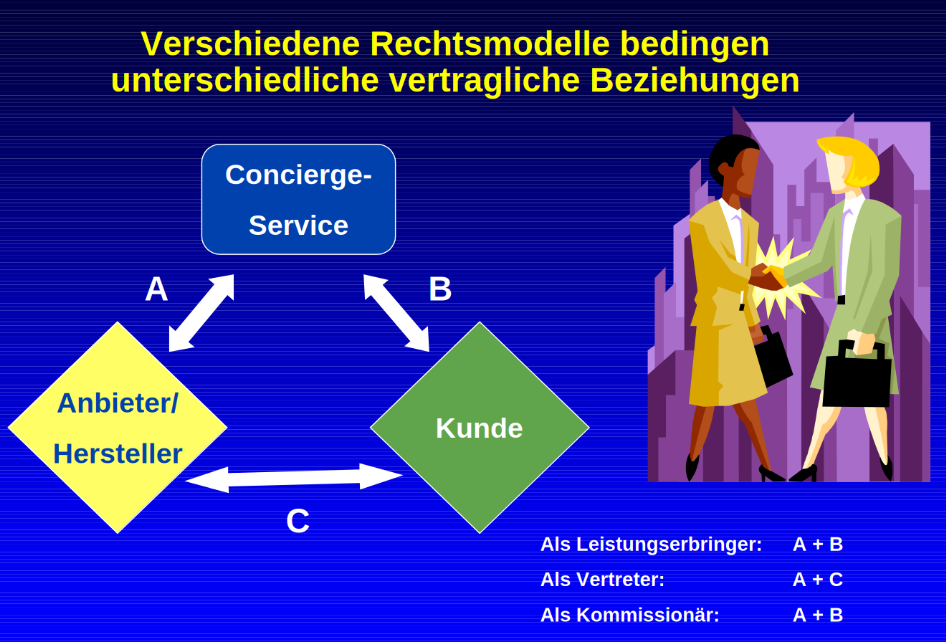 Verschiedene Rechtsmodelle bedingen
unterschiedliche vertragliche Beziehungen
Concierge-
Service
A
B
Anbieter/
Hersteller
Kunde
C
Als Leistungserbringer: A + B
Als Vertreter: A + C
Als Kommissionär: A + B